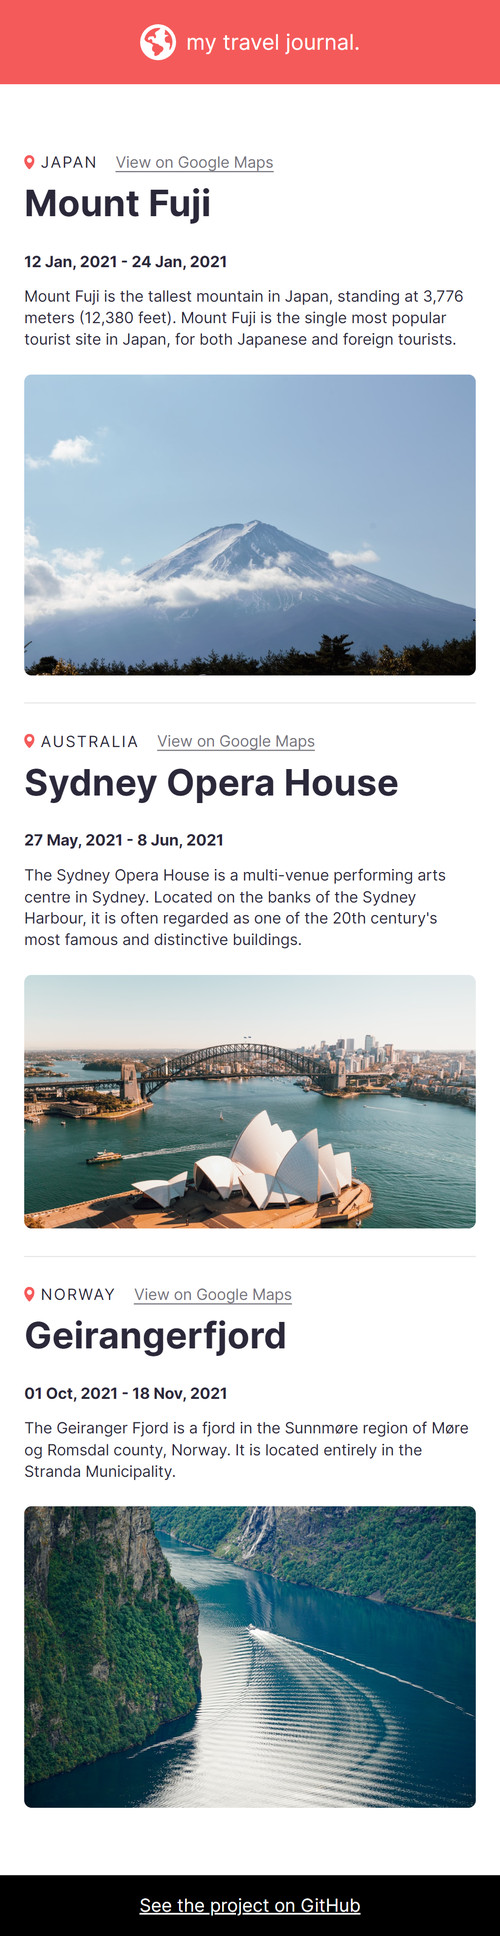 my travel journal.
JAPAN View on Google Maps
Mount Fuji
12 Jan, 2021 - 24 Jan, 2021
Mount Fuji is the tallest mountain in Japan, standing at 3,776
meters (12,380 feet). Mount Fuji is the single most popular
tourist site in Japan, for both Japanese and foreign tourists.
AUSTRALIA View on Google Maps
Sydney Opera House
27 May, 2021 - 8 Jun, 2021
The Sydney Opera House is a multi-venue performing arts
centre in Sydney. Located on the banks of the Sydney
Harbour, it is often regarded as one of the 20th century's
most famous and distinctive buildings.
NORWAY View on Google Maps
Geirangerfjord
01 Oct, 2021 - 18 Nov, 2021
The Geiranger Fjord is a fjord in the Sunnmøre region of Møre
og Romsdal county, Norway. It is located entirely in the
Stranda Municipality.
See the project on GitHub